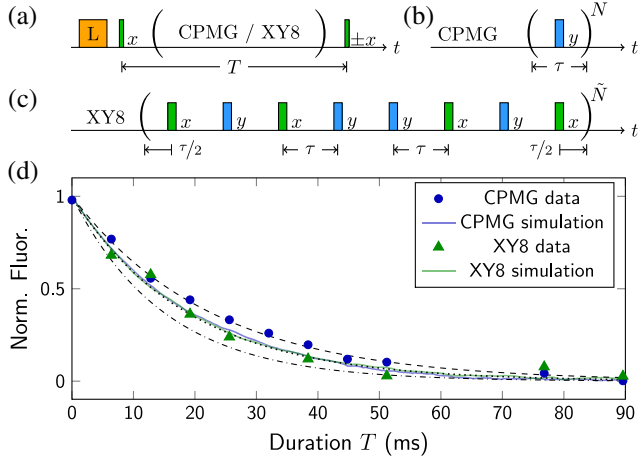 (a) L x ( CPMG / XY8 ) ±x t
T
(b) CPMG ( y )^N t
τ
(c) XY8 ( x y x y y x y x )^Ñ t
τ/2 τ τ τ/2
(d)
CPMG data
CPMG simulation
XY8 data
XY8 simulation
Norm. Fluor.
1
0.5
0
0 10 20 30 40 50 60 70 80 90
Duration T (ms)